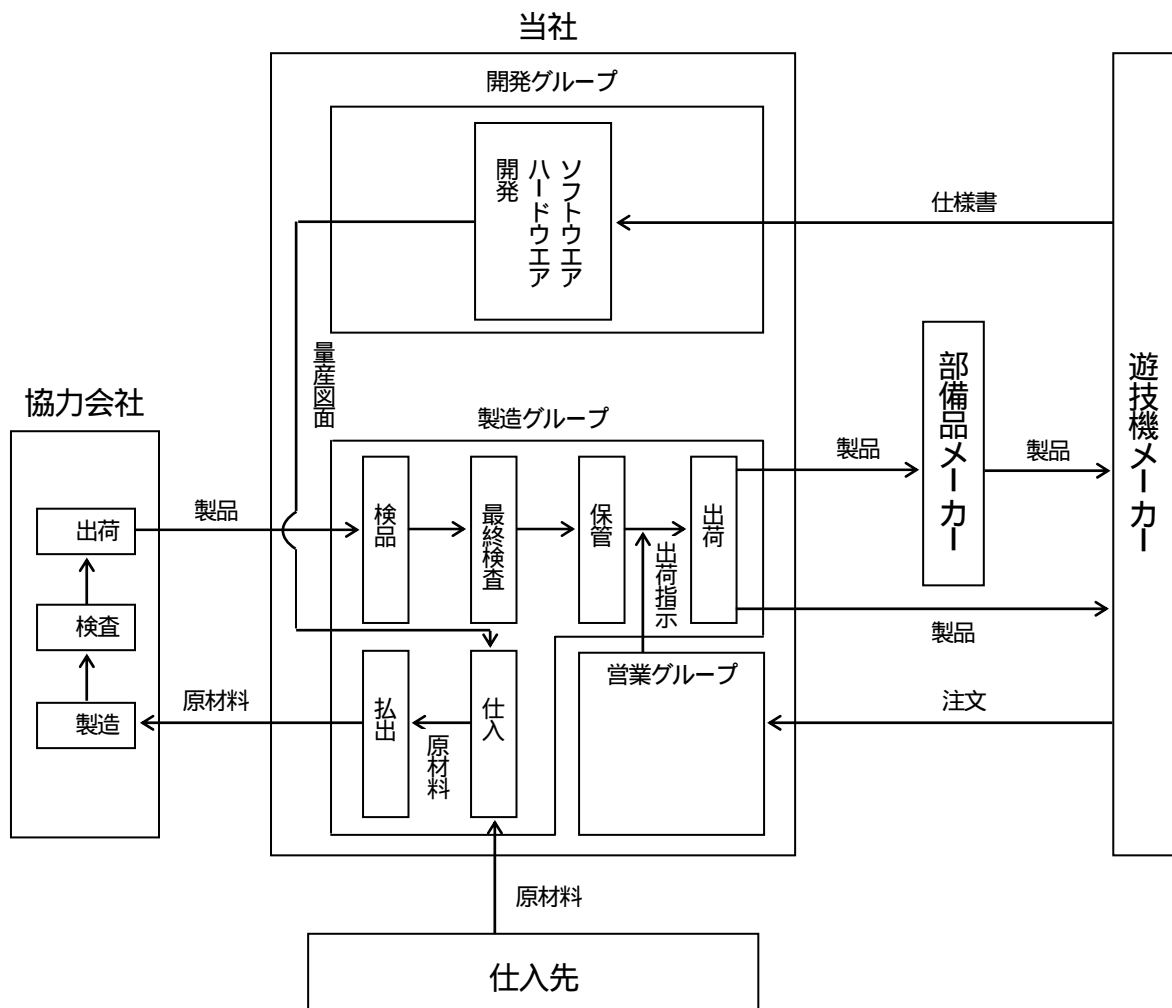 当社
開発グループ
ソフトウエア
ハードウエア
開発
仕様書
量産図面
部備品メーカー
遊技機メーカー
協力会社
製造グループ
製品
製品
製品
出荷
検品
最終検査
保管
出荷
出荷指示
検査
製品
営業グループ
製造
原材料
払出
原材料
仕入
注文
原材料
仕入先